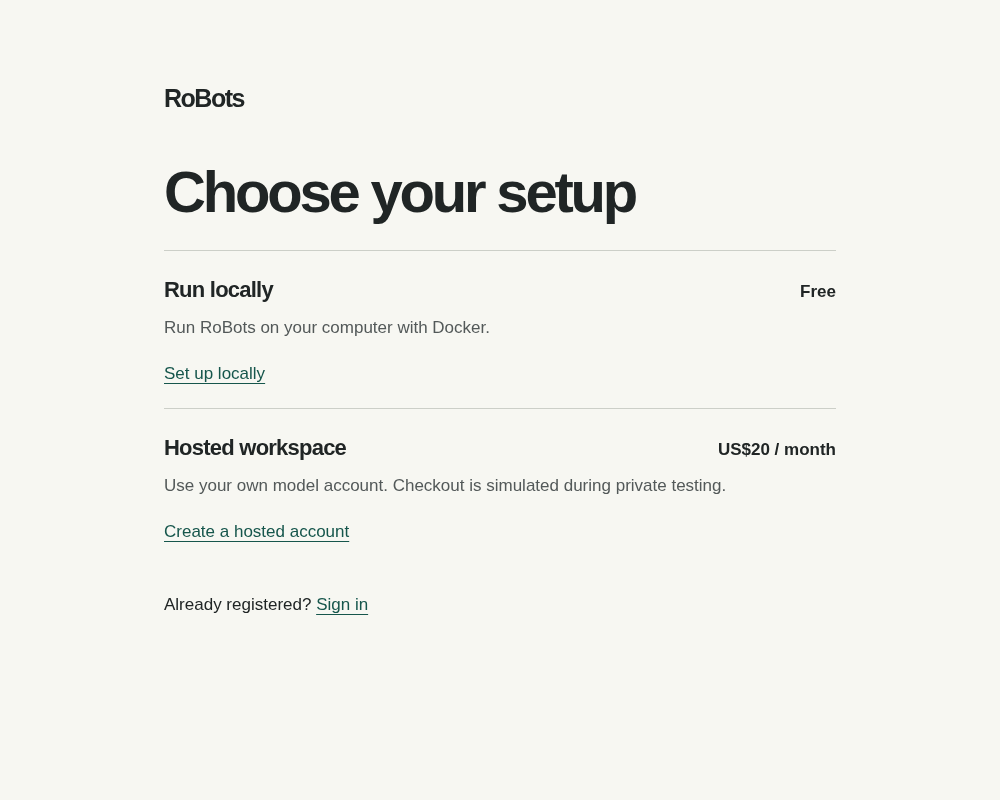 RoBots
Choose your setup
Run locally
Free
Run RoBots on your computer with Docker.
Set up locally
Hosted workspace
US$20 / month
Use your own model account. Checkout is simulated during private testing.
Create a hosted account
Already registered? Sign in